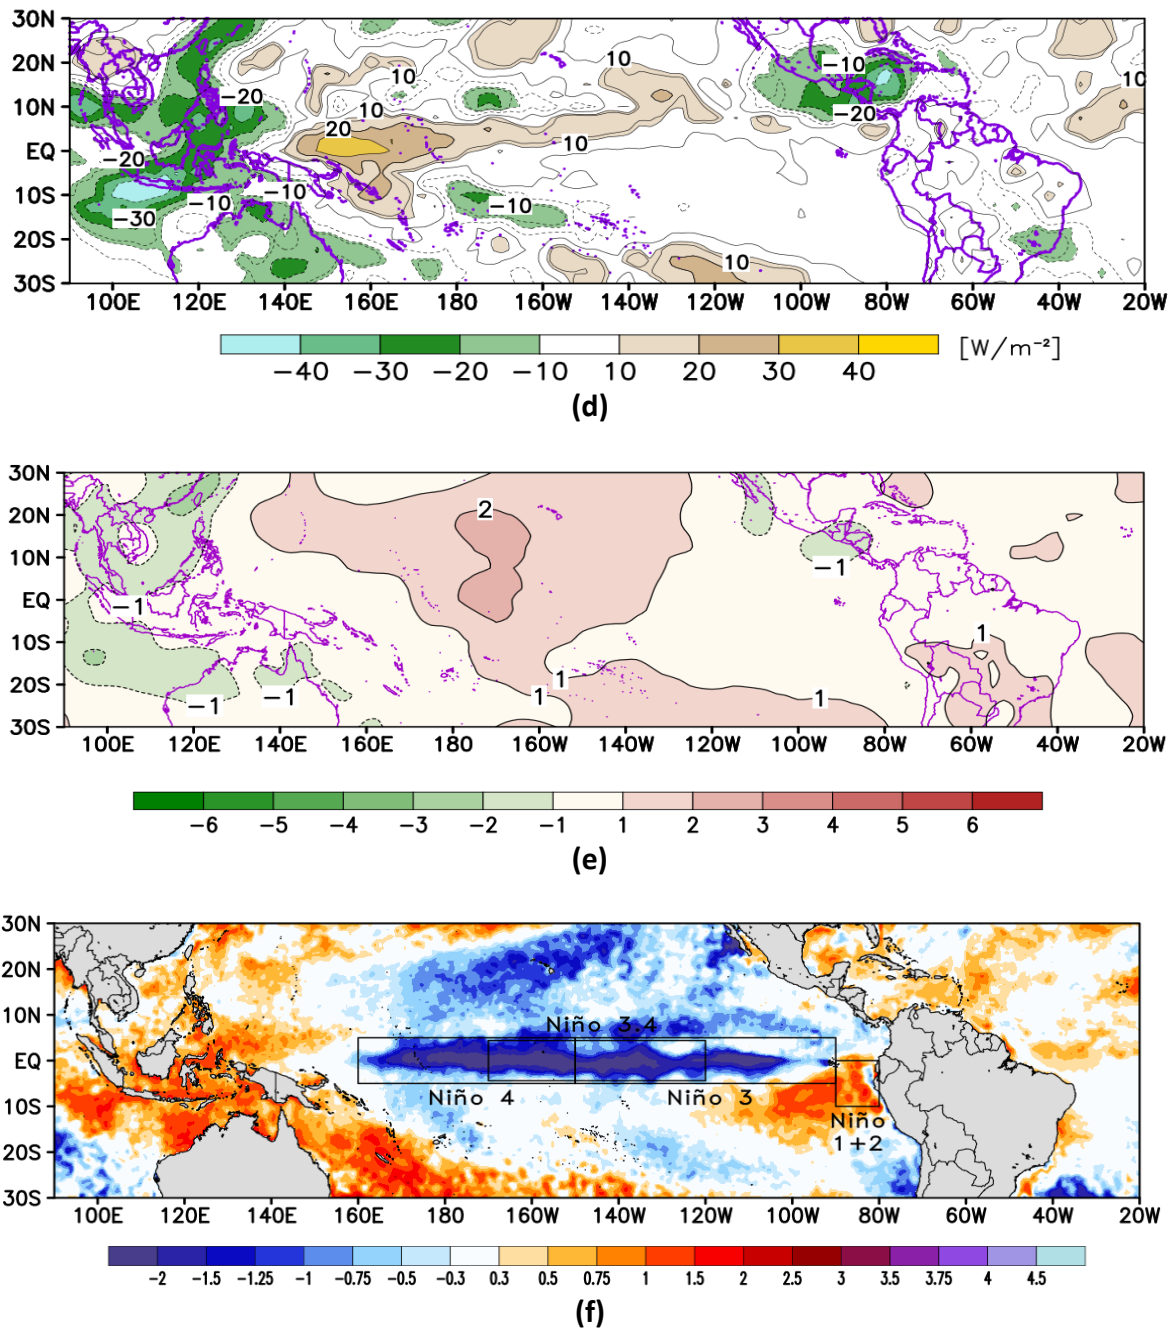 30N
20N
10N
EQ
10S
20S
30S
10
10
10
20
10
10
10
-20
-20
-30
-10
-10
-10
-10
-20
100E 120E 140E 160E 180 160W 140W 120W 100W 80W 60W 40W 20W
-40 -30 -20 -10 10 20 30 40 [W/m⁻²]
(d)
30N
20N
10N
EQ
10S
20S
30S
2
-1
-1
-1
-1
1
1
1
1
100E 120E 140E 160E 180 160W 140W 120W 100W 80W 60W 40W 20W
-6 -5 -4 -3 -2 -1 1 2 3 4 5 6
(e)
30N
20N
10N
EQ
10S
20S
30S
Niño 3.4
Niño 4
Niño 3
Niño
1+2
100E 120E 140E 160E 180 160W 140W 120W 100W 80W 60W 40W 20W
-2 -1.5 -1.25 -1 -0.75 -0.5 -0.3 0.3 0.5 0.75 1 1.5 2 2.5 3 3.5 3.75 4 4.5
(f)